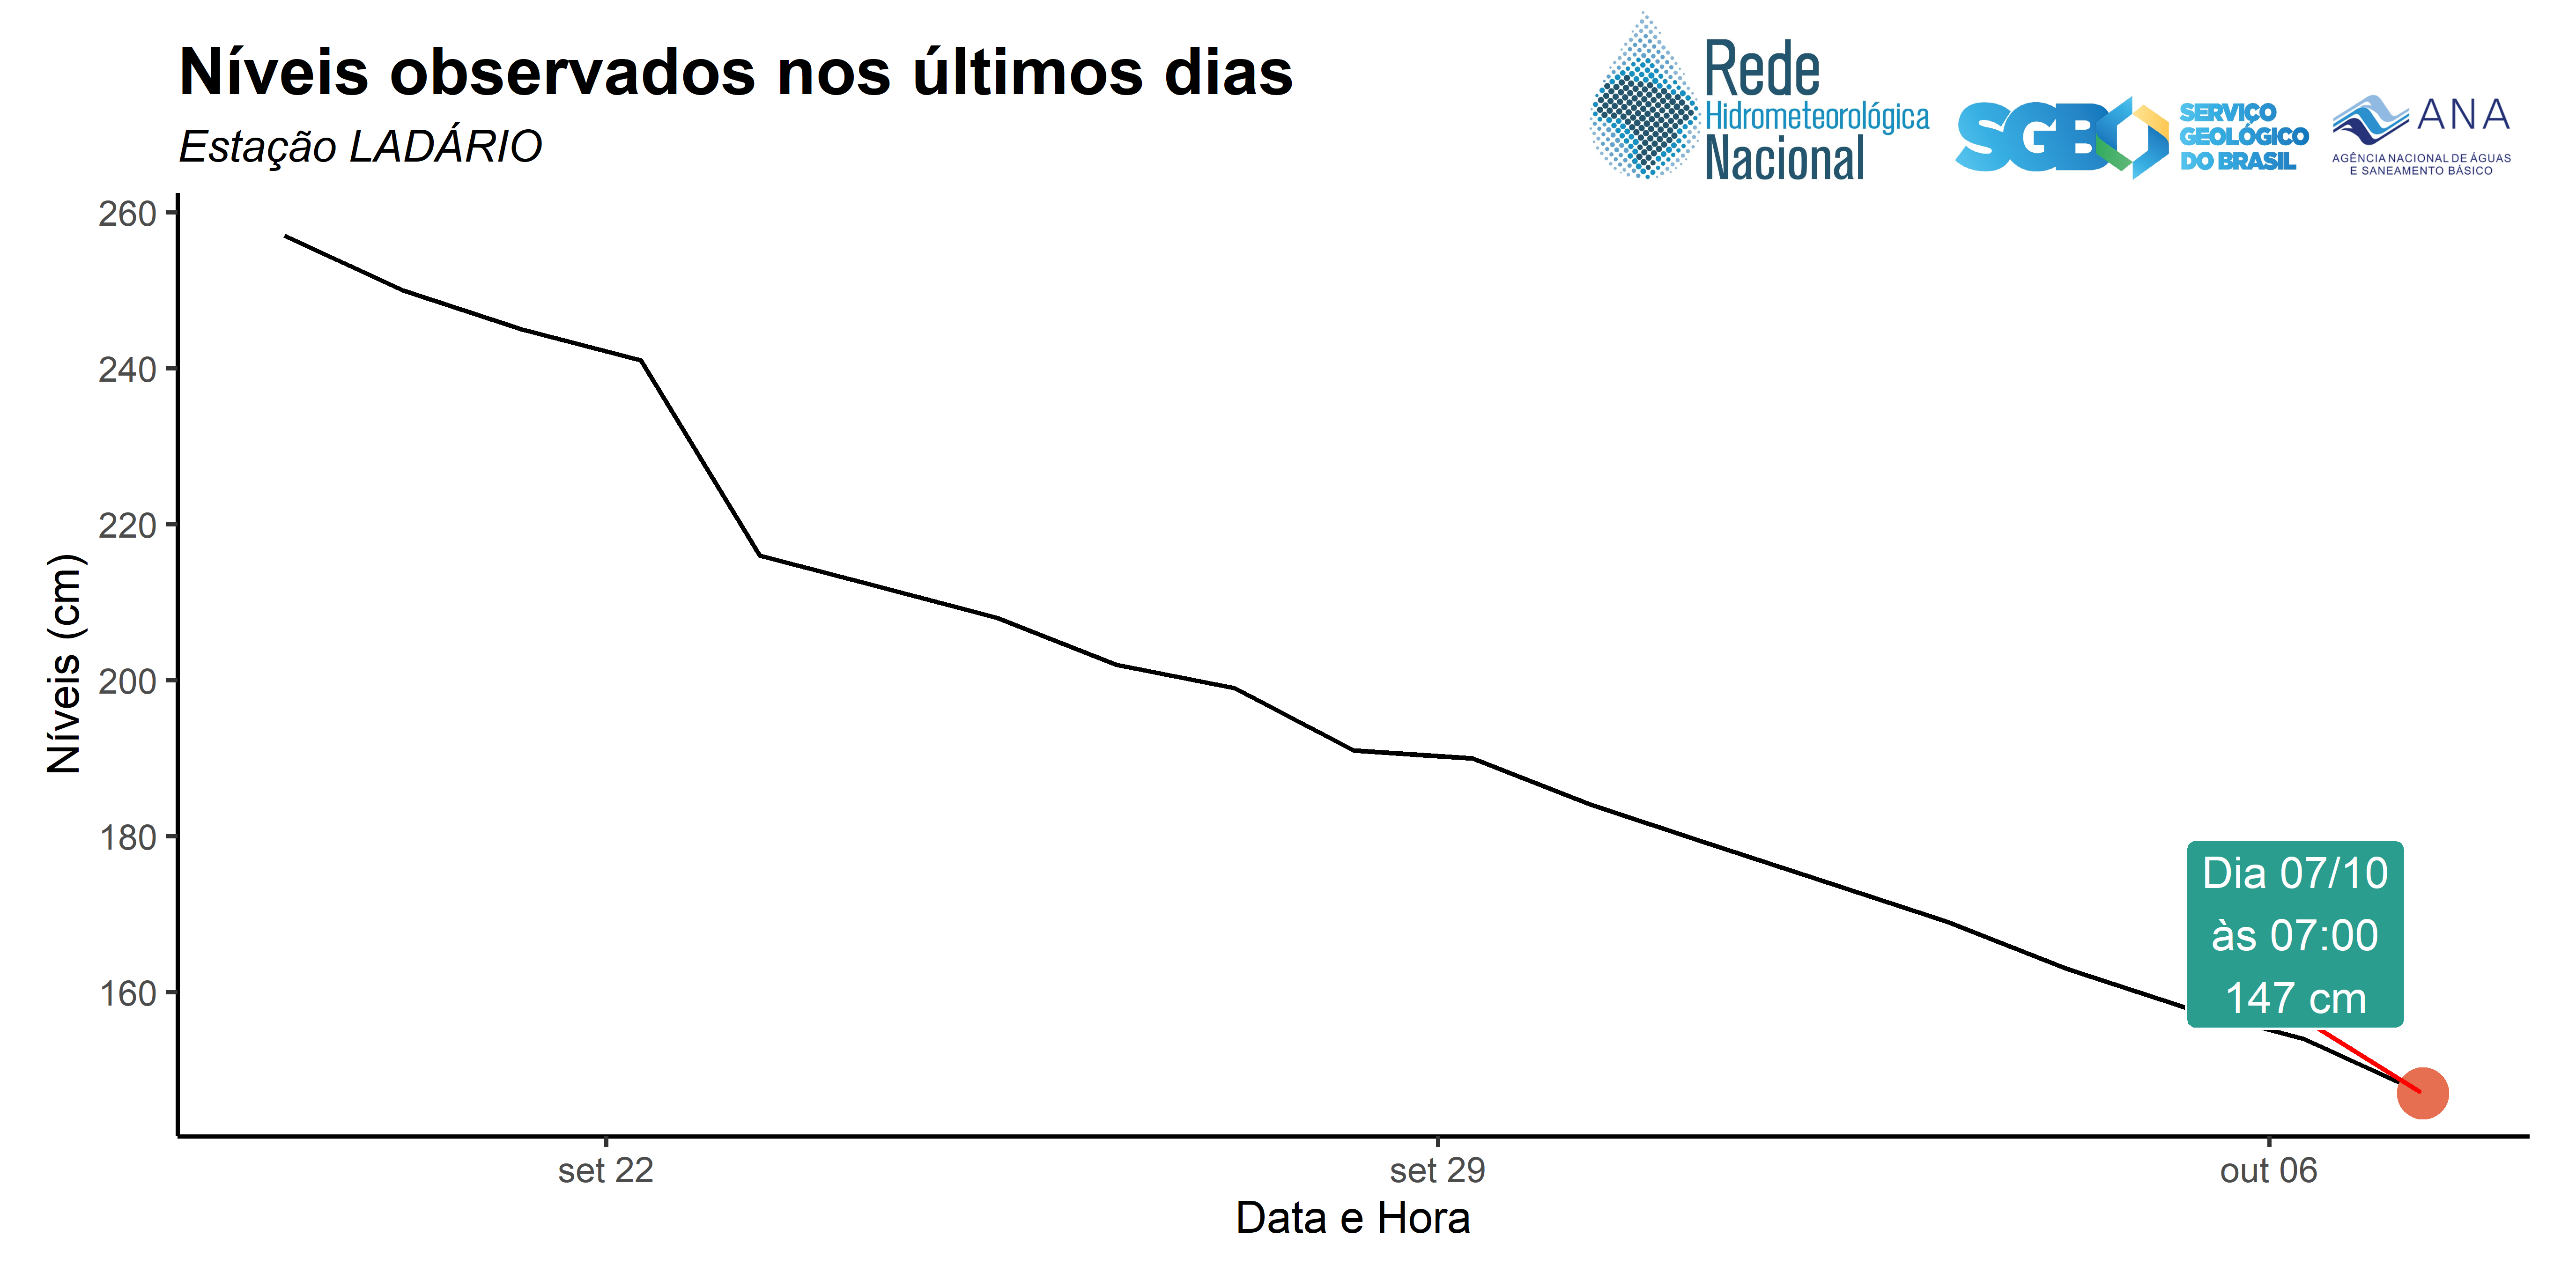 Níveis observados nos últimos dias
Estação LADÁRIO
Rede
Hidrometeorológica
Nacional
SGB
SERVIÇO
GEOLÓGICO
DO BRASIL
ANA
AGÊNCIA NACIONAL DE ÁGUAS
E SANEAMENTO BÁSICO
Níveis (cm)
260
240
220
200
180
160
Dia 07/10
às 07:00
147 cm
set 22
set 29
out 06
Data e Hora